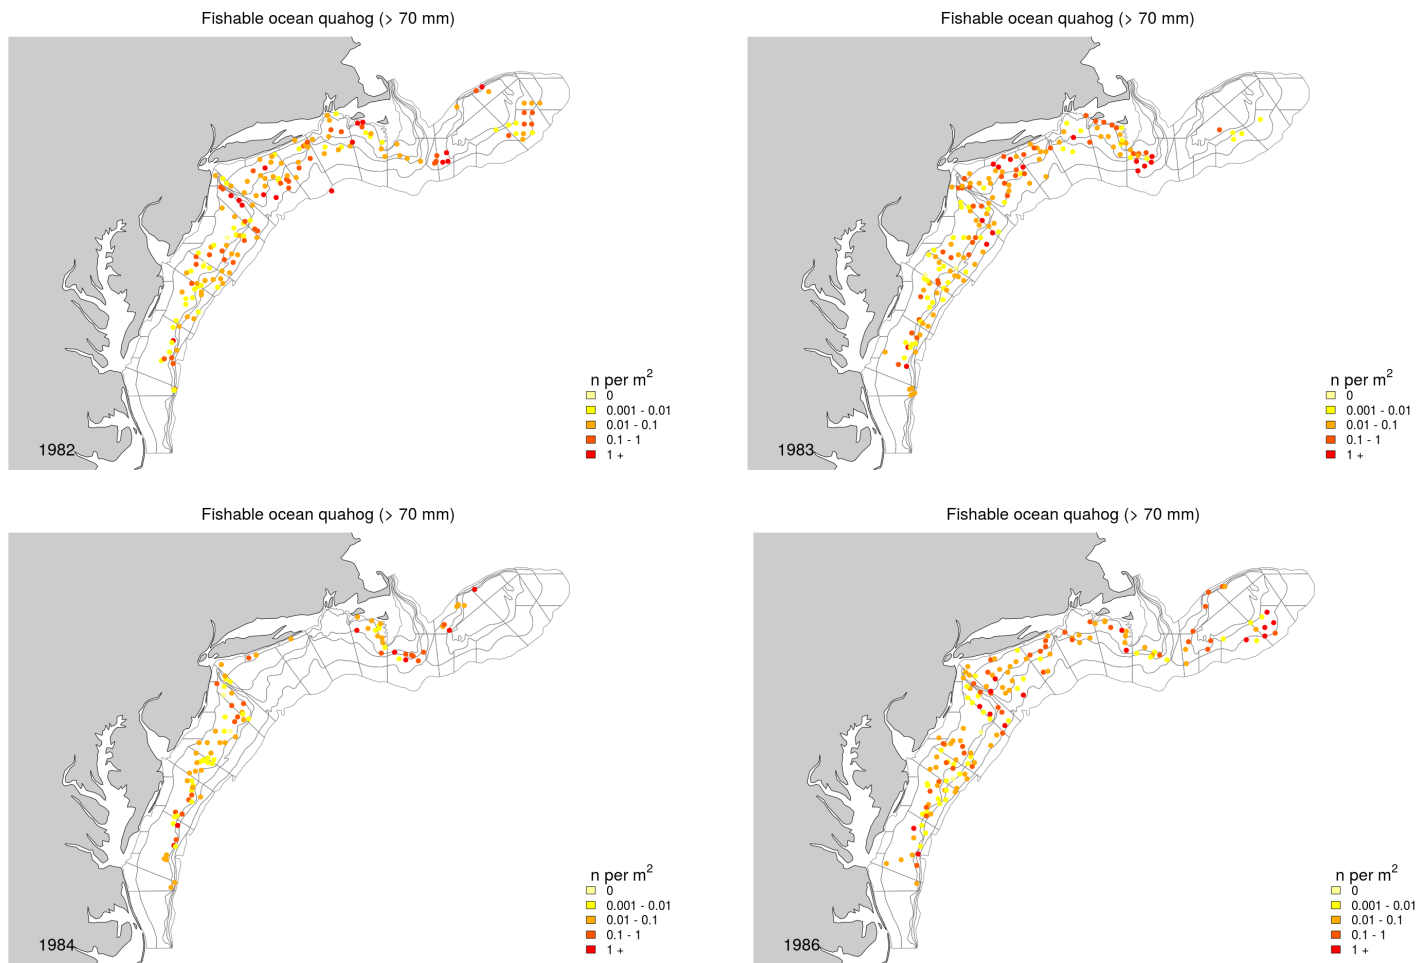 Fishable ocean quahog (> 70 mm)
n per m2
0
0.001 - 0.01
0.01 - 0.1
0.1 - 1
1 +
1982
Fishable ocean quahog (> 70 mm)
n per m2
0
0.001 - 0.01
0.01 - 0.1
0.1 - 1
1 +
1983
Fishable ocean quahog (> 70 mm)
n per m2
0
0.001 - 0.01
0.01 - 0.1
0.1 - 1
1 +
1984
Fishable ocean quahog (> 70 mm)
n per m2
0
0.001 - 0.01
0.01 - 0.1
0.1 - 1
1 +
1986